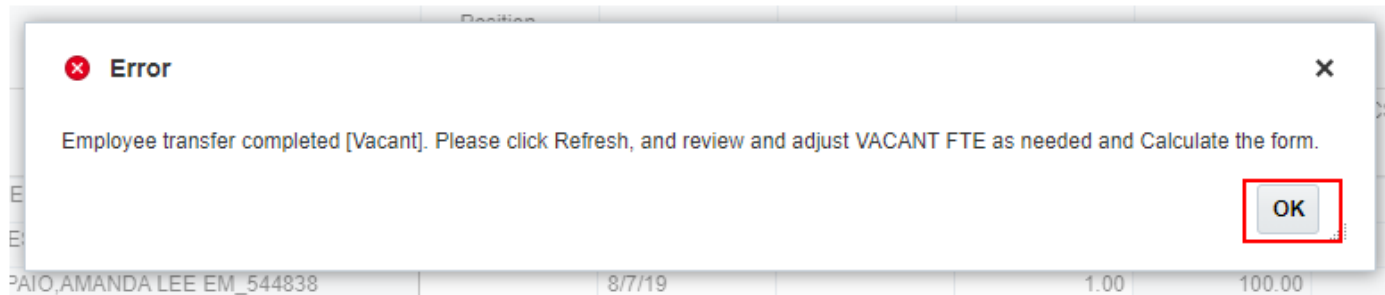 Position
Error
Employee transfer completed [Vacant]. Please click Refresh, and review and adjust VACANT FTE as needed and Calculate the form.
OK
PAIO,AMANDA LEE EM_544838 8/7/19 1.00 100.00